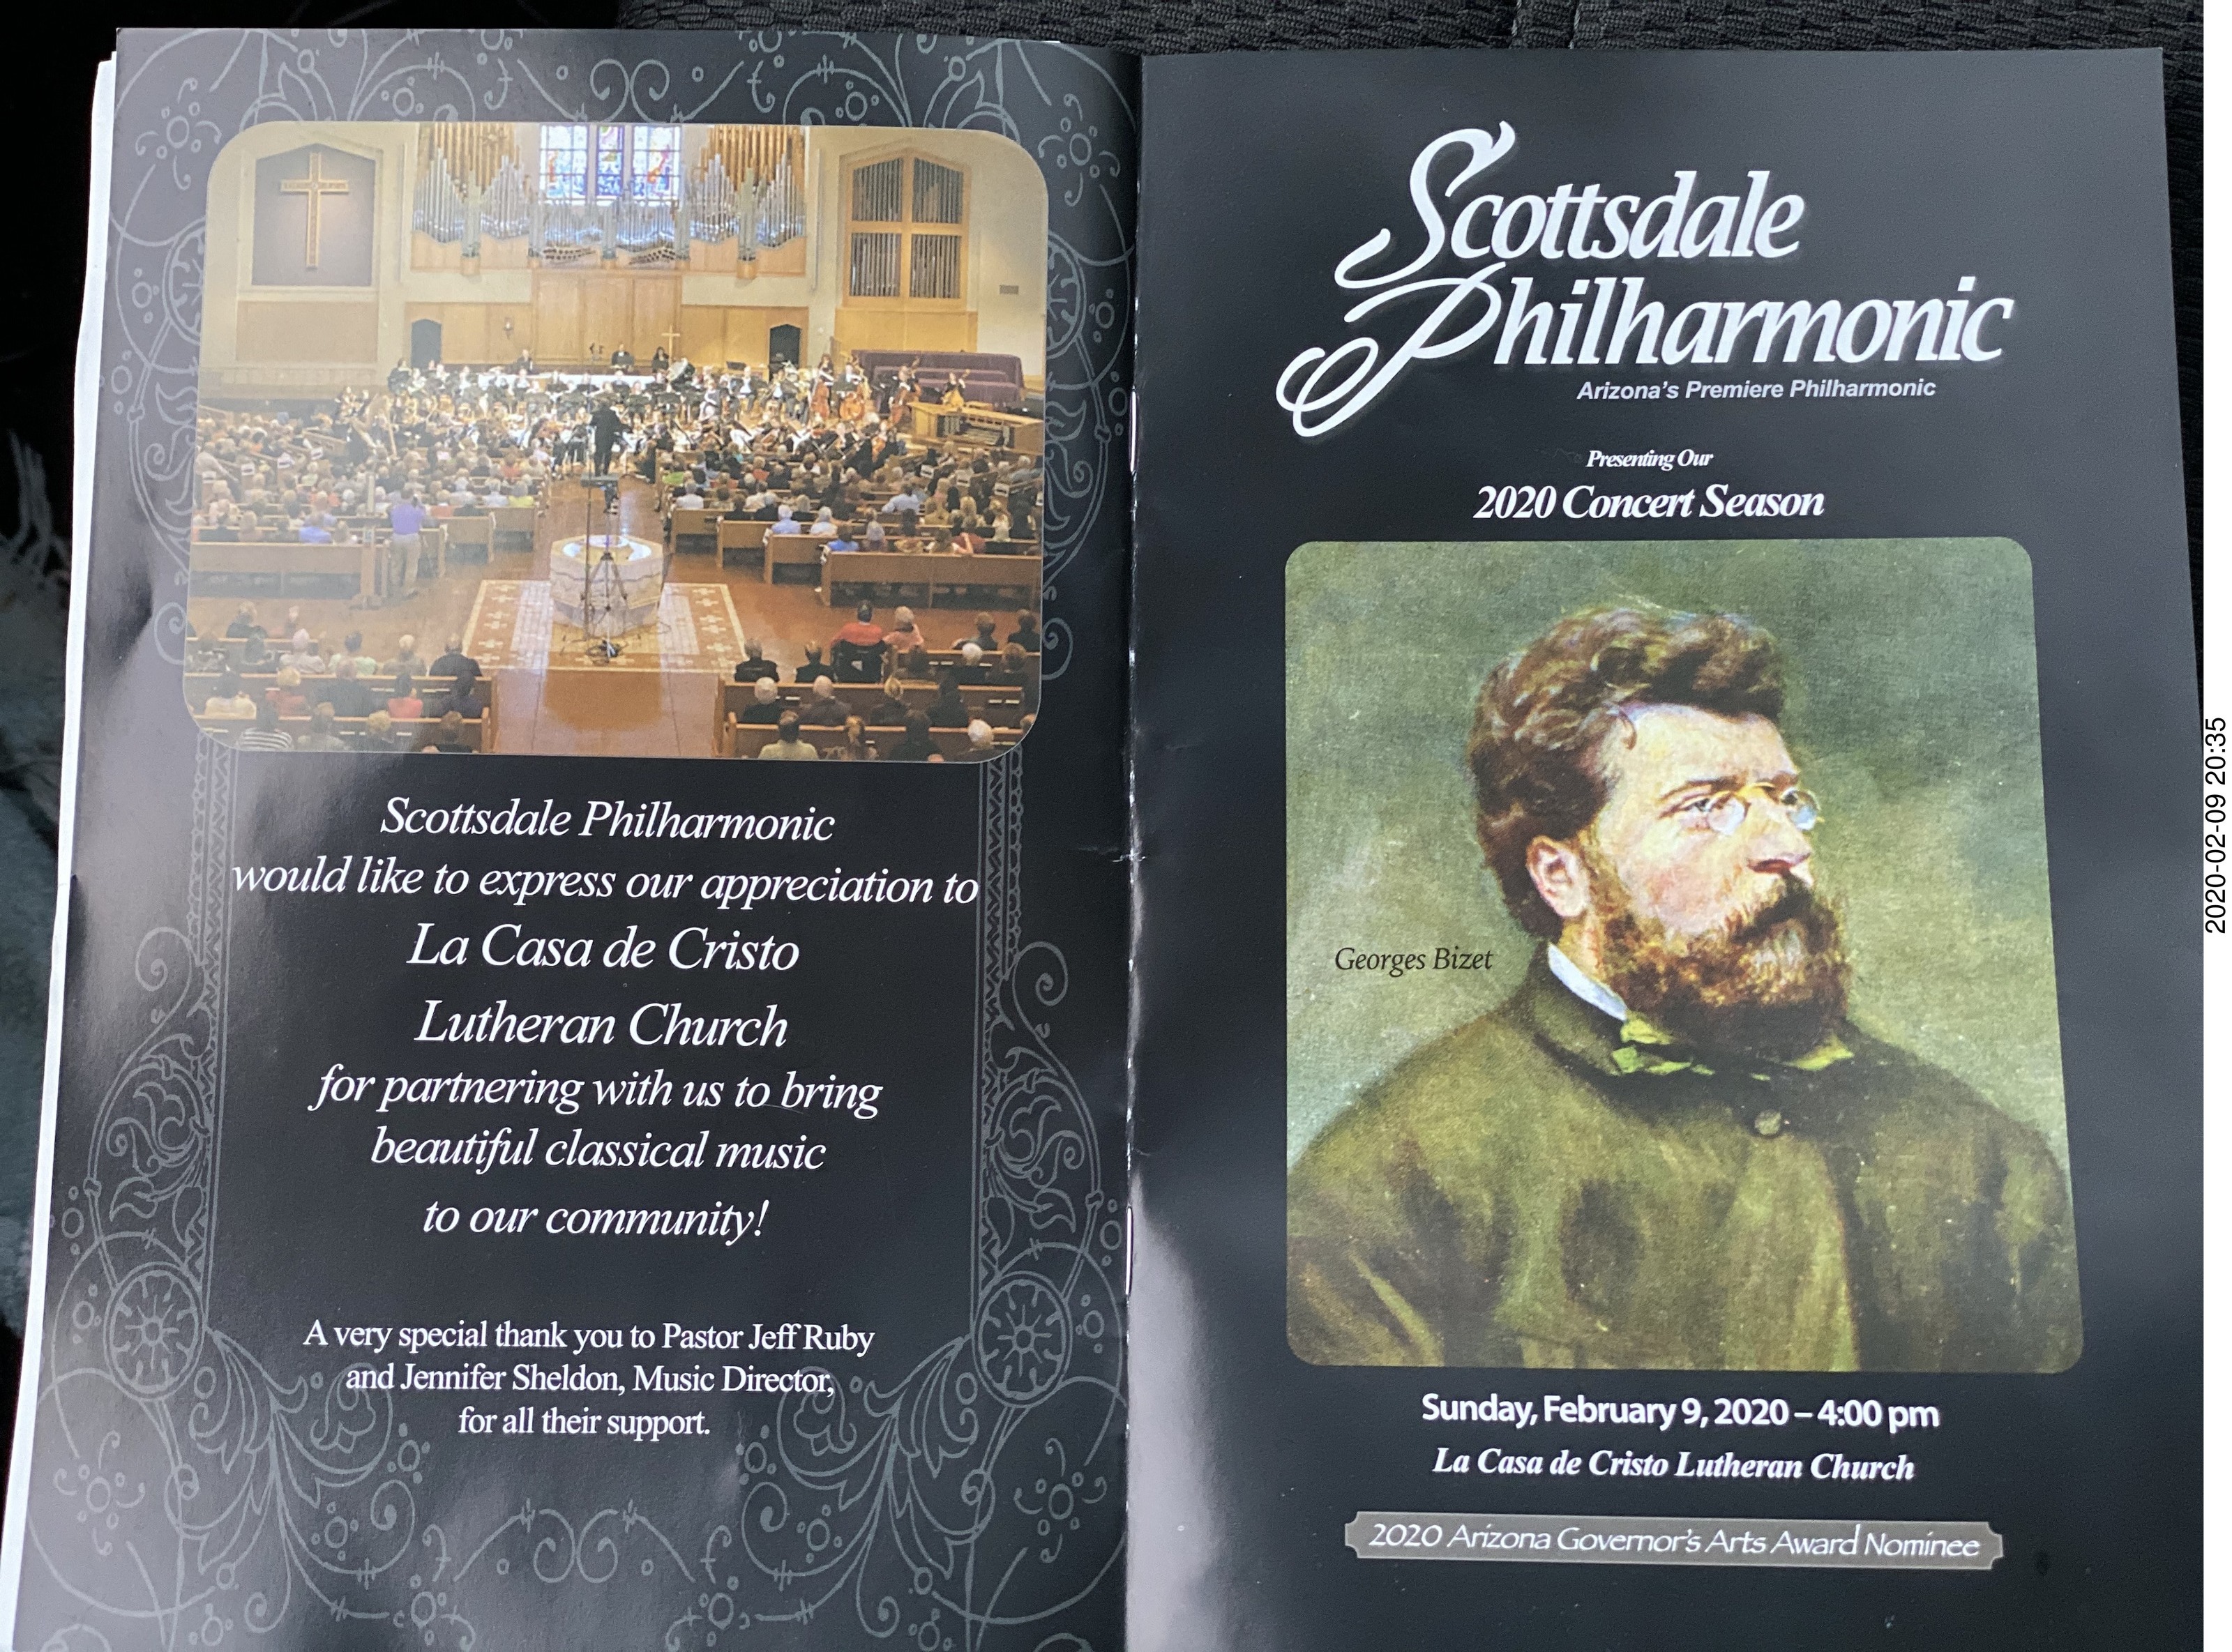 Scottsdale Philharmonic
would like to express our appreciation to
La Casa de Cristo
Lutheran Church
for partnering with us to bring
beautiful classical music
to our community!
A very special thank you to Pastor Jeff Ruby
and Jennifer Sheldon, Music Director,
for all their support.
Scottsdale
Philharmonic
Arizona's Premiere Philharmonic
Presenting Our
2020 Concert Season
Georges Bizet
Sunday, February 9, 2020 – 4:00 pm
La Casa de Cristo Lutheran Church
2020 Arizona Governor's Arts Award Nominee
2020-02-09 20:35